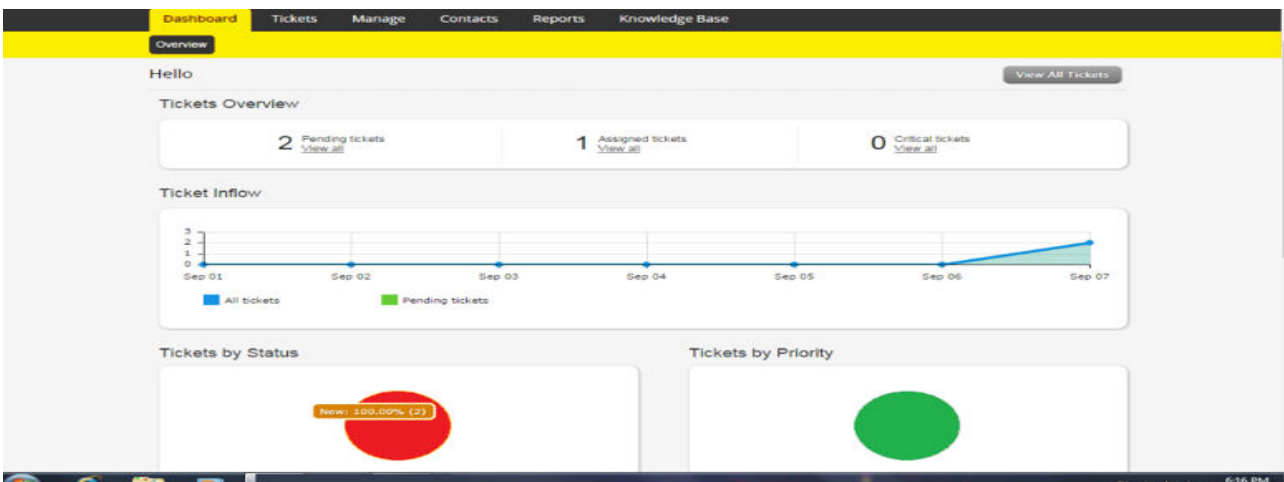 Dashboard Tickets Manage Contacts Reports Knowledge Base
Overview
Hello View All Tickets
Tickets Overview
2 Pending tickets 1 Assigned tickets 0 Critical tickets
View all View all View all
Ticket Inflow
3
2
1
0
Sep 01 Sep 02 Sep 03 Sep 04 Sep 05 Sep 06 Sep 07
All tickets Pending tickets
Tickets by Status Tickets by Priority
New: 100.00% (2)
6:16 PM